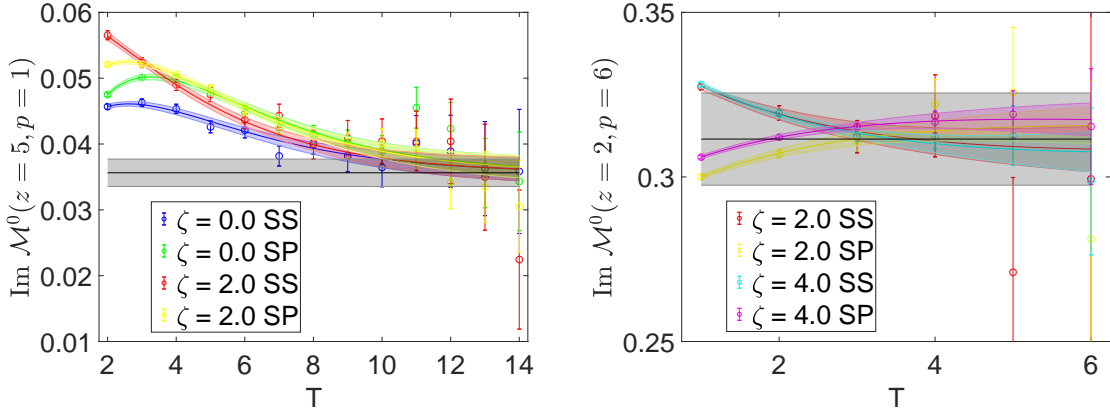 Im M⁰(z = 5, p = 1)
0.06
0.05
0.04
0.03
0.02
0.01
ζ = 0.0 SS
ζ = 0.0 SP
ζ = 2.0 SS
ζ = 2.0 SP
2 4 6 8 10 12 14
T
Im M⁰(z = 2, p = 6)
0.35
0.3
0.25
ζ = 2.0 SS
ζ = 2.0 SP
ζ = 4.0 SS
ζ = 4.0 SP
2 4 6
T